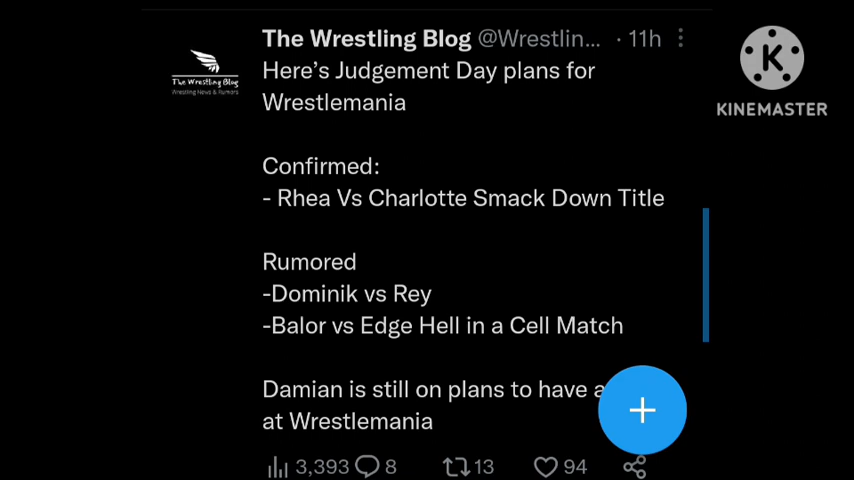 The Wrestling Blog @Wrestlin... · 11h
Here's Judgement Day plans for
Wrestlemania
Confirmed:
- Rhea Vs Charlotte Smack Down Title
Rumored
-Dominik vs Rey
-Balor vs Edge Hell in a Cell Match
Damian is still on plans to have a
at Wrestlemania
3,393 8 13 94
The Wrestling Blog
Wrestling News & Rumors
K
KINEMASTER